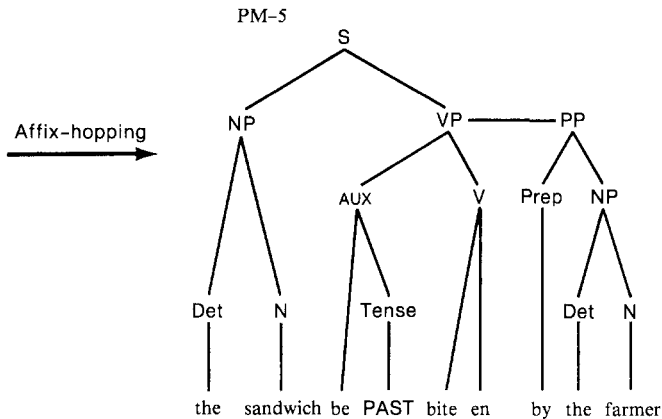 PM–5
S
Affix-hopping
NP VP PP
AUX V Prep NP
Det N Tense Det N
the sandwich be PAST bite en by the farmer